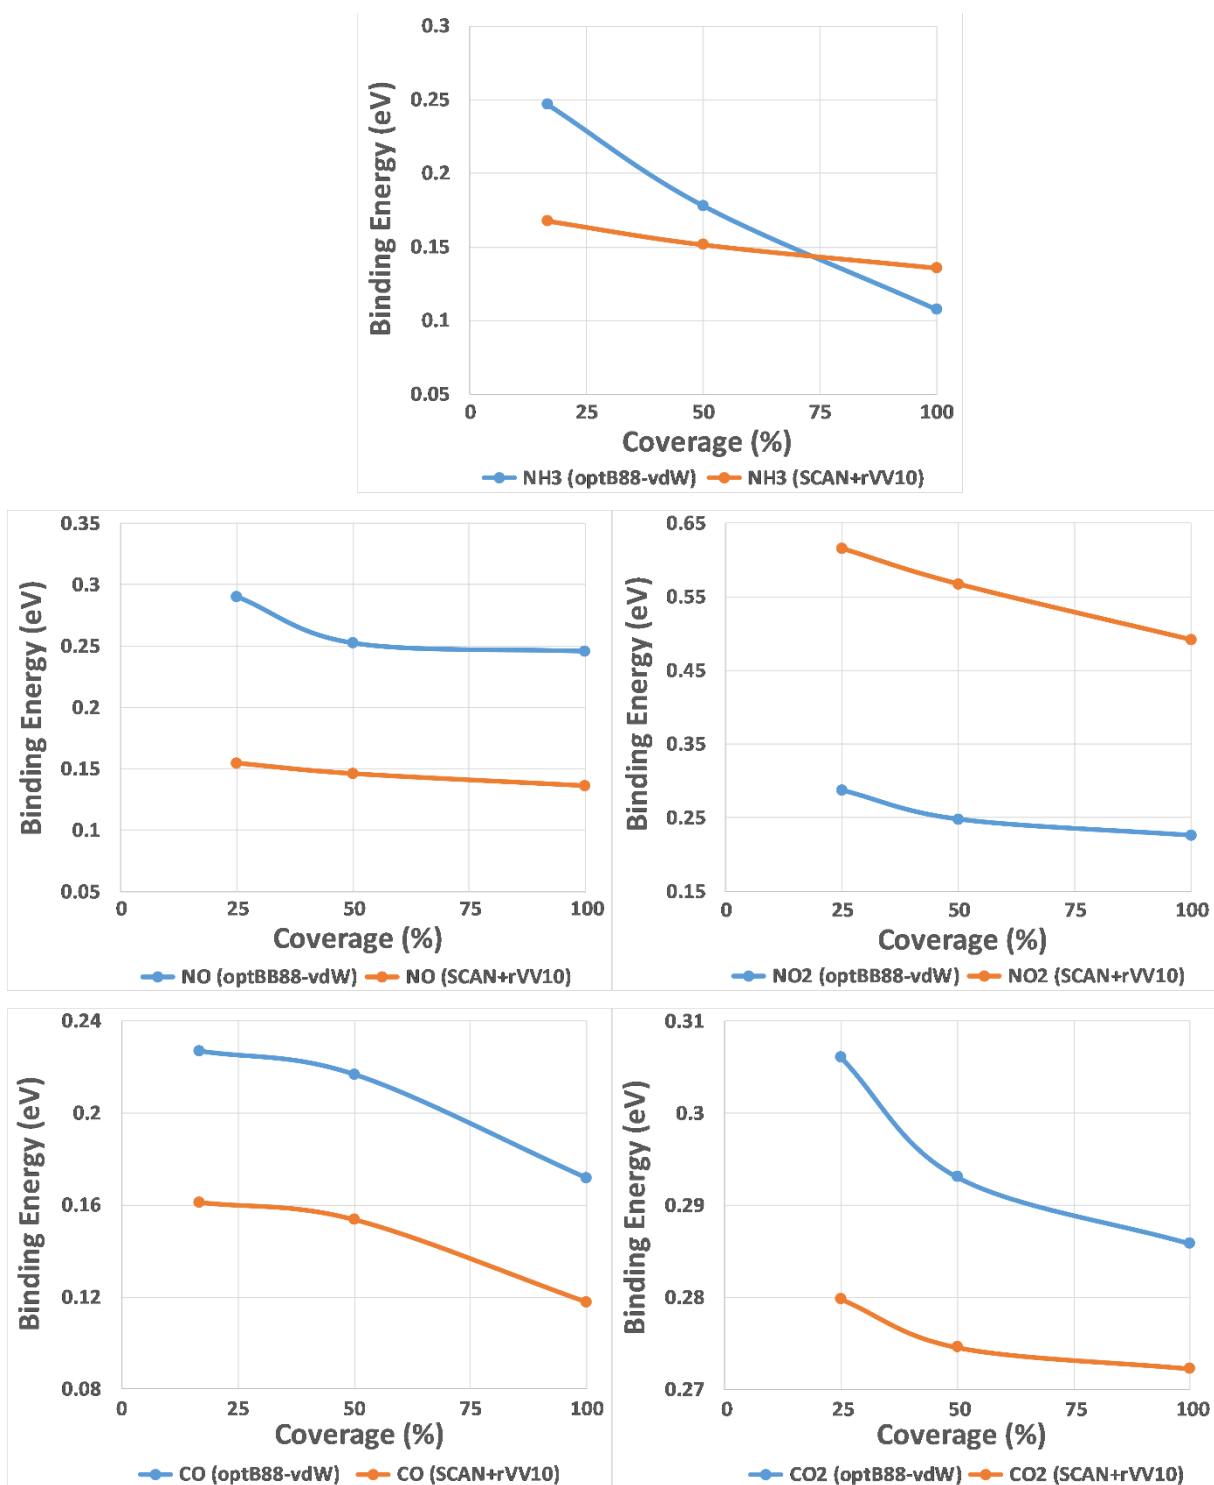 0.3
0.25
0.2
0.15
0.1
0.05
Binding Energy (eV)
0 25 50 75 100
Coverage (%)
NH3 (optB88-vdW) NH3 (SCAN+rVV10)
0.35
0.3
0.25
0.2
0.15
0.1
0.05
Binding Energy (eV)
0 25 50 75 100
Coverage (%)
NO (optBB88-vdW) NO (SCAN+rVV10)
0.65
0.55
0.45
0.35
0.25
0.15
Binding Energy (eV)
0 25 50 75 100
Coverage (%)
NO2 (optBB88-vdW) NO2 (SCAN+rVV10)
0.24
0.2
0.16
0.12
0.08
Binding Energy (eV)
0 25 50 75 100
Coverage (%)
CO (optB88-vdW) CO (SCAN+rVV10)
0.31
0.3
0.29
0.28
0.27
Binding Energy (eV)
0 25 50 75 100
Coverage (%)
CO2 (optB88-vdW) CO2 (SCAN+rVV10)